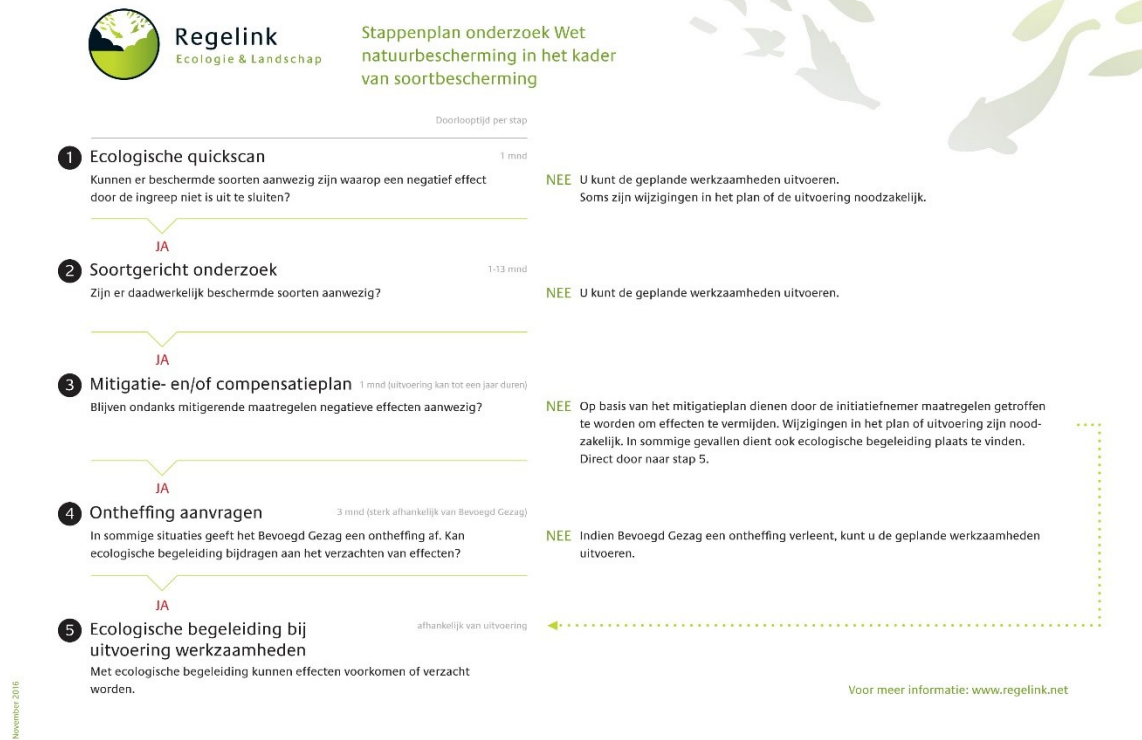 Regelink
Ecologie & Landschap
Stappenplan onderzoek Wet
natuurbescherming in het kader
van soortbescherming
Doorlooptijd per stap
1 Ecologische quickscan 1 mnd
Kunnen er beschermde soorten aanwezig zijn waarop een negatief effect
door de ingreep niet is uit te sluiten?
NEE U kunt de geplande werkzaamheden uitvoeren.
Soms zijn wijzigingen in het plan of de uitvoering noodzakelijk.
JA
2 Soortgericht onderzoek 1-13 mnd
Zijn er daadwerkelijk beschermde soorten aanwezig?
NEE U kunt de geplande werkzaamheden uitvoeren.
JA
3 Mitigatie- en/of compensatieplan 1 mnd (uitvoering kan tot een jaar duren)
Blijven ondanks mitigerende maatregelen negatieve effecten aanwezig?
NEE Op basis van het mitigatieplan dienen door de initiatiefnemer maatregelen getroffen
te worden om effecten te vermijden. Wijzigingen in het plan of uitvoering zijn nood-
zakelijk. In sommige gevallen dient ook ecologische begeleiding plaats te vinden.
Direct door naar stap 5.
JA
4 Ontheffing aanvragen 3 mnd (sterk afhankelijk van Bevoegd Gezag)
In sommige situaties geeft het Bevoegd Gezag een ontheffing af. Kan
ecologische begeleiding bijdragen aan het verzachten van effecten?
NEE Indien Bevoegd Gezag een ontheffing verleent, kunt u de geplande werkzaamheden
uitvoeren.
JA
5 Ecologische begeleiding bij afhankelijk van uitvoering
uitvoering werkzaamheden
Met ecologische begeleiding kunnen effecten voorkomen of verzacht
worden.
Voor meer informatie: www.regelink.net
November 2016